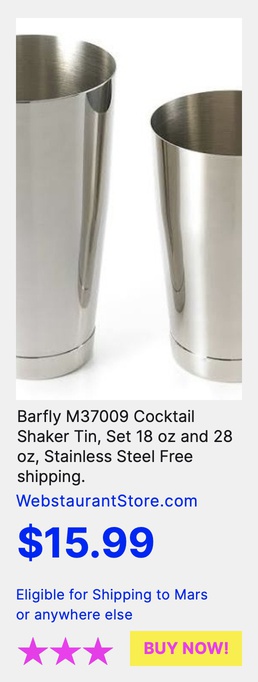 Barfly M37009 Cocktail
Shaker Tin, Set 18 oz and 28
oz, Stainless Steel Free
shipping.
WebstaurantStore.com
$15.99
Eligible for Shipping to Mars
or anywhere else
BUY NOW!